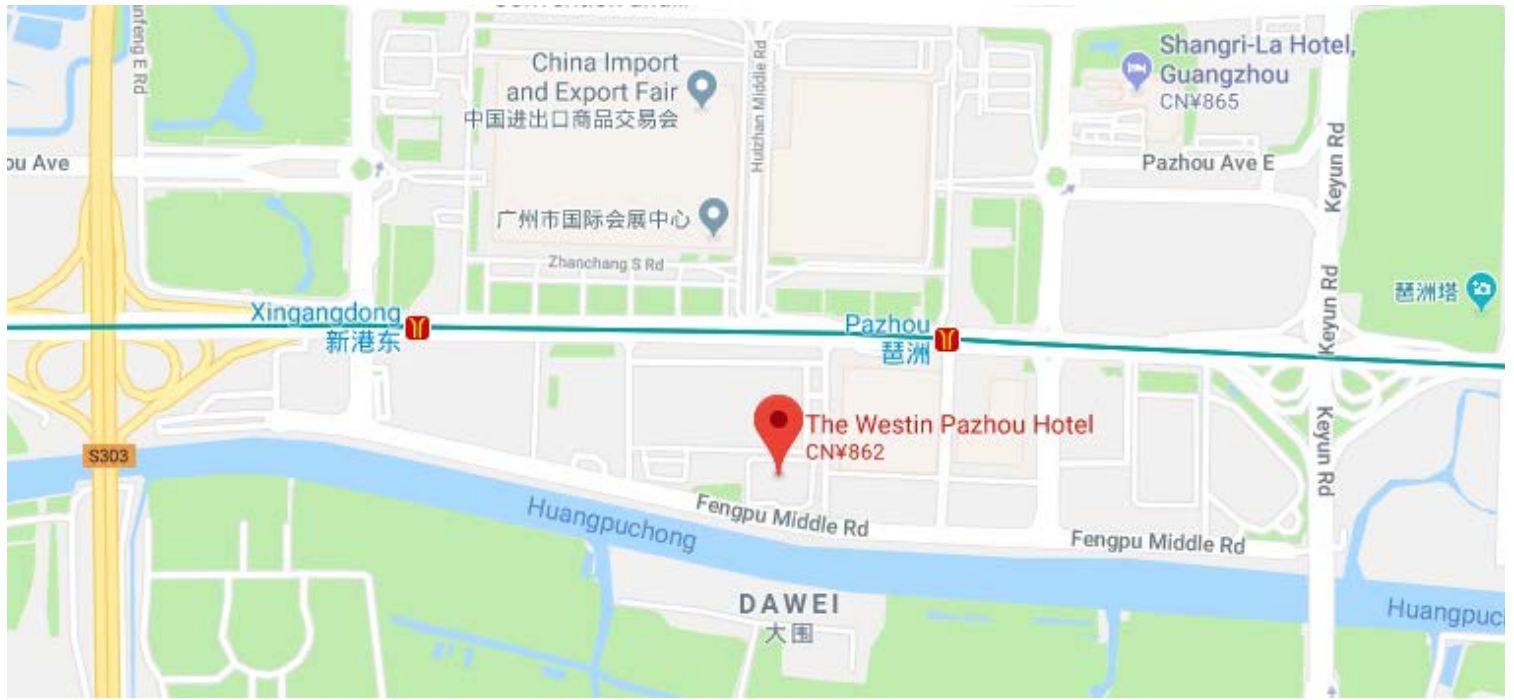 China Import
and Export Fair
中国进出口商品交易会
Huizhan Middle Rd
Shangri-La Hotel,
Guangzhou
CN¥865
ou Ave
Pazhou Ave E
Keyun Rd
广州市国际会展中心
Zhanchang S Rd
Keyun Rd
琶洲塔
Xingangdong
新港东
Pazhou
琶洲
The Westin Pazhou Hotel
CN¥862
Keyun Rd
S303
Huangpuchong
Fengpu Middle Rd
Fengpu Middle Rd
DAWEI
大围
Huangpuc